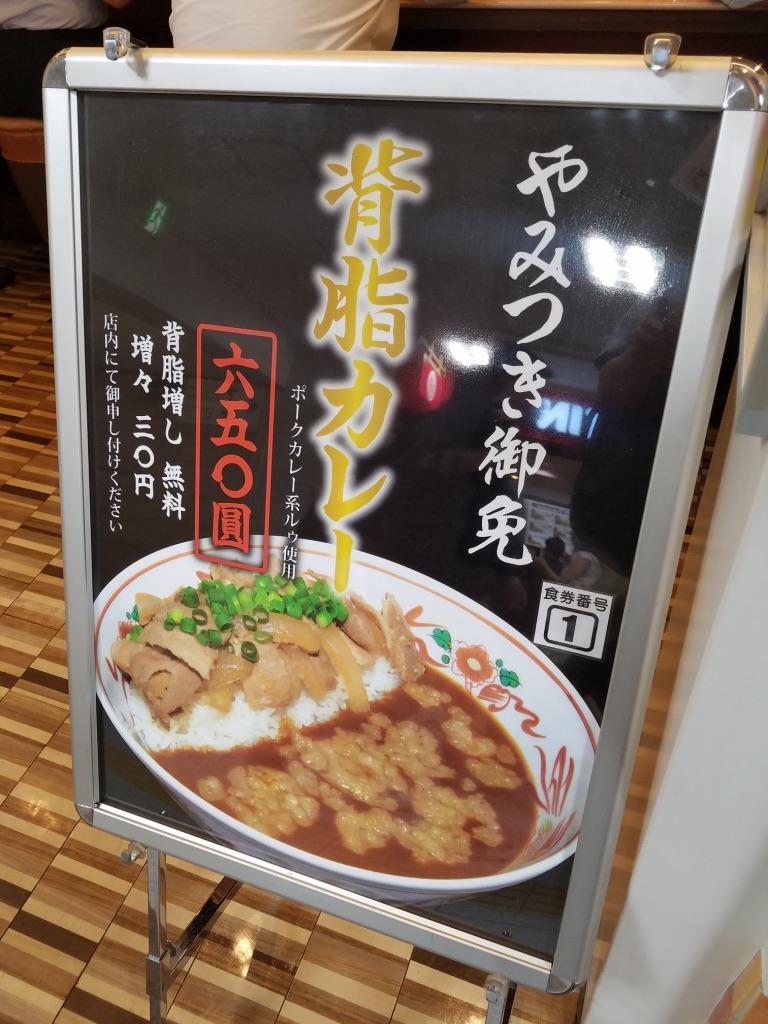 やみつき御免
背脂カレー
ポークカレー系ルゥ使用
六五〇圓
背脂増し 無料
増々 三〇円
店内にて御申し付けください
食券番号
1